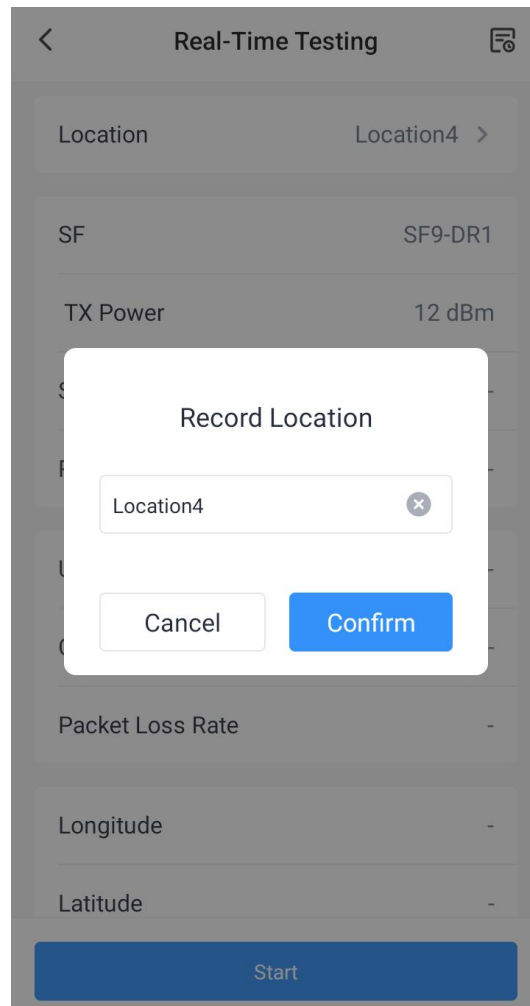 Real-Time Testing
Location Location4
SF SF9-DR1
TX Power 12 dBm
-
Record Location
-
Location4
-
Cancel Confirm
-
Packet Loss Rate -
Longitude -
Latitude -
Start